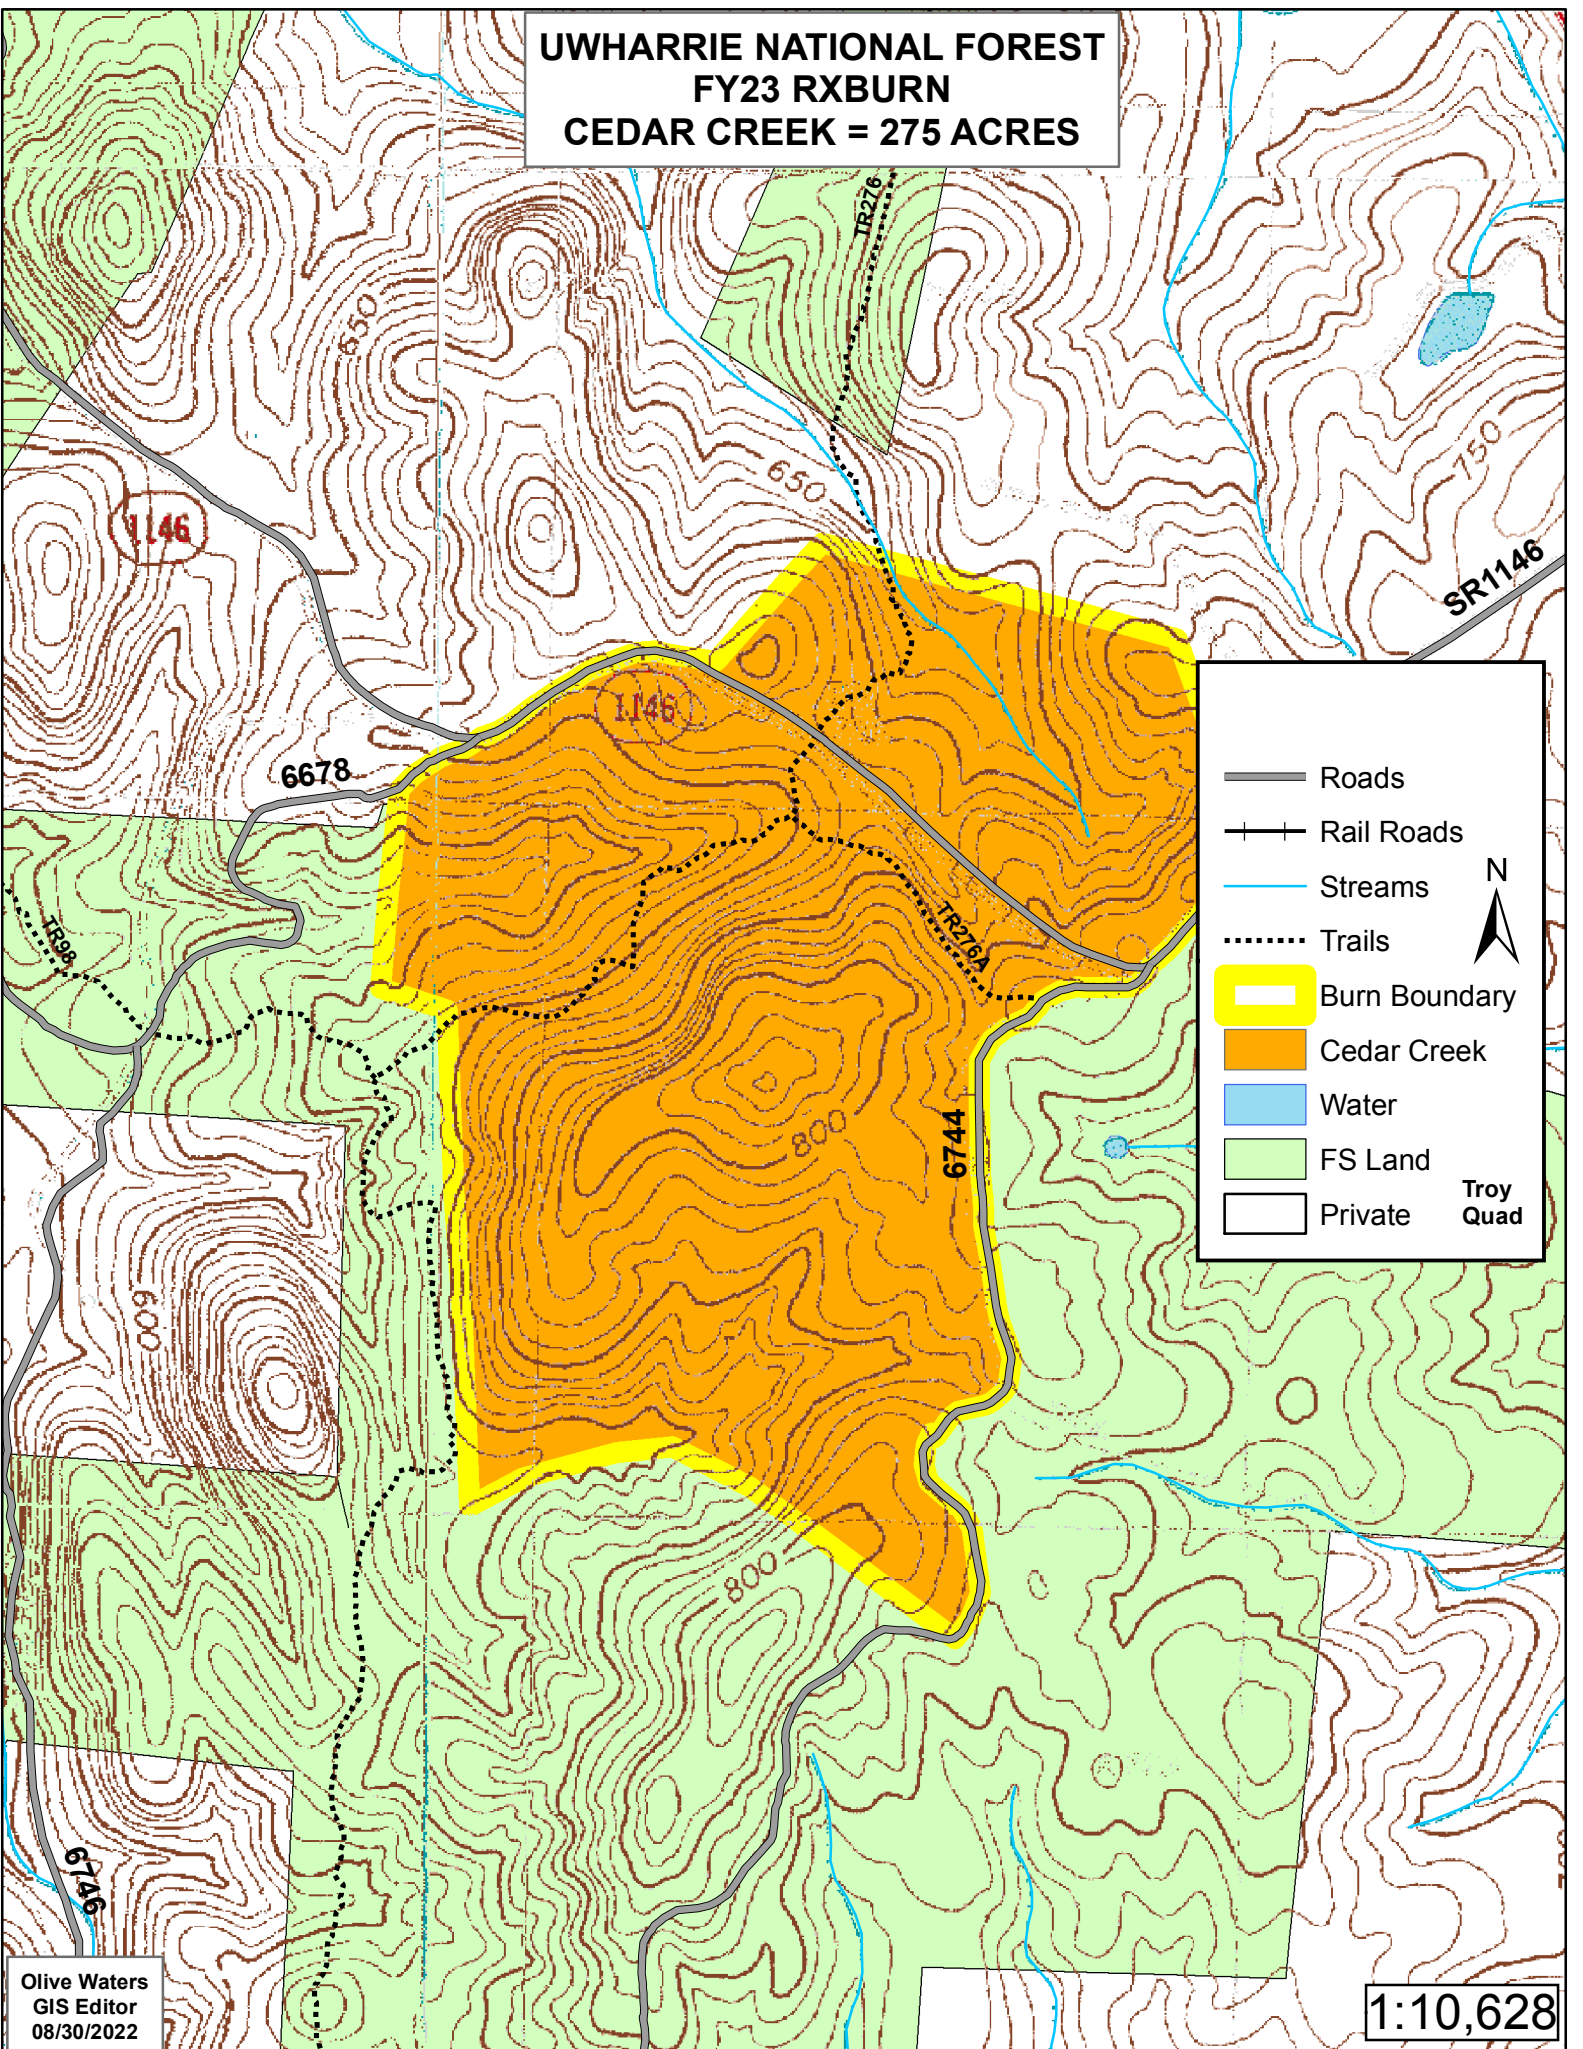 UWHARRIE NATIONAL FOREST
FY23 RXBURN
CEDAR CREEK = 275 ACRES
TR276
650
750
650
1146
SR1146
1146
6678
Roads
Rail Roads
Streams
Trails
Burn Boundary
Cedar Creek
Water
FS Land
Private
N
Troy
Quad
TR98
TR276A
800
6744
600
800
6746
Olive Waters
GIS Editor
08/30/2022
1:10,628